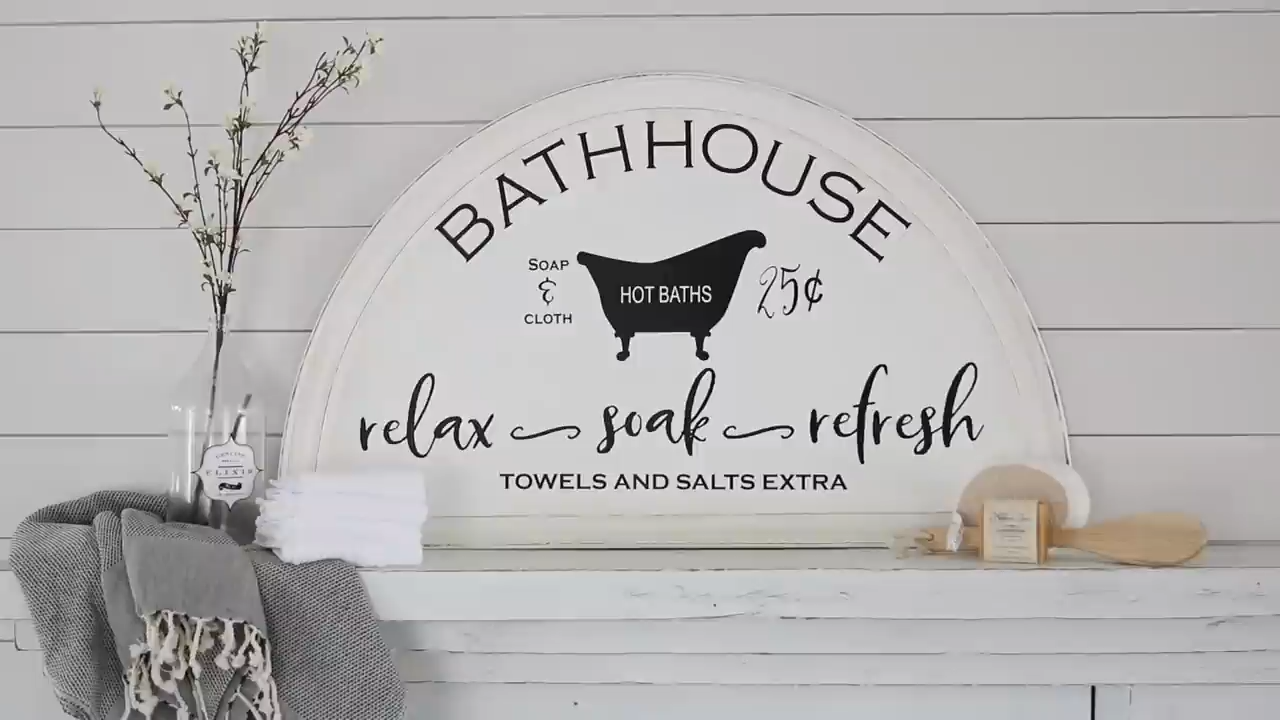 BATHHOUSE
SOAP
&
CLOTH
HOT BATHS
25¢
relax soak refresh
TOWELS AND SALTS EXTRA
ELIXIR